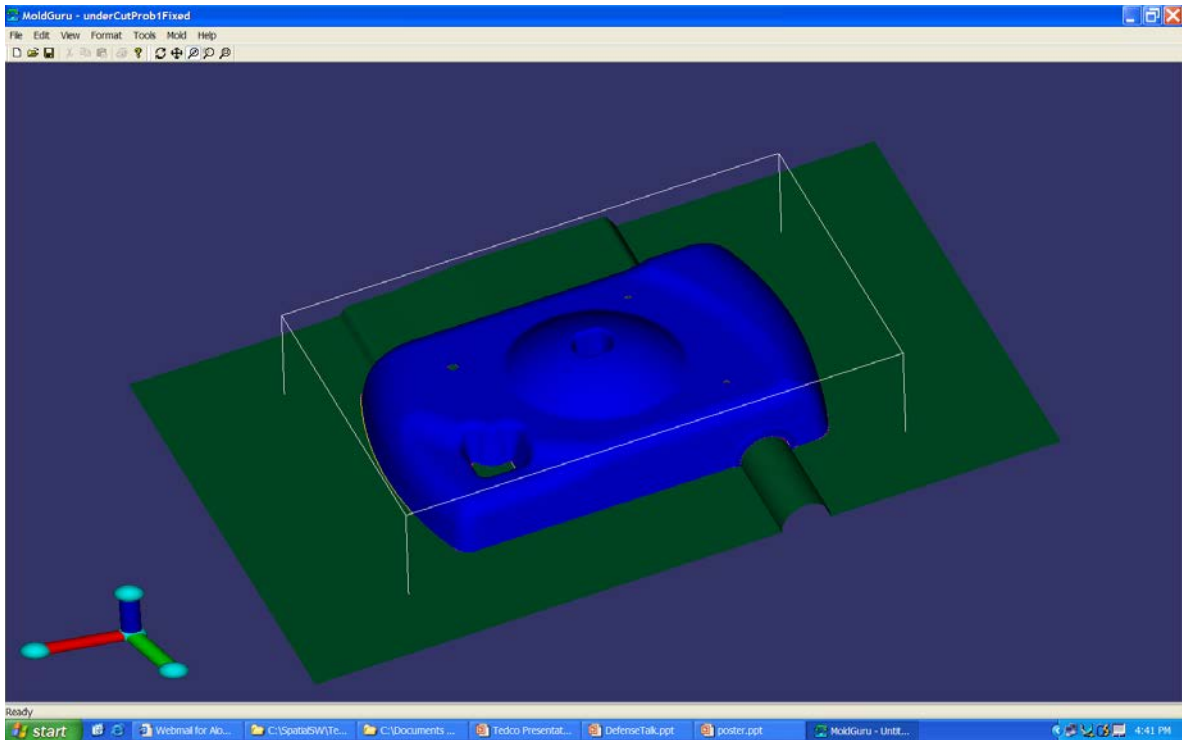 MoldGuru - underCutProb1Fixed
File Edit View Format Tools Mold Help
Ready
start Webmail for Alo... C:\SpatialSW\Te... C:\Documents ... Tedco Presentat... DefenseTalk.ppt poster.ppt MoldGuru - Untit... 4:41 PM